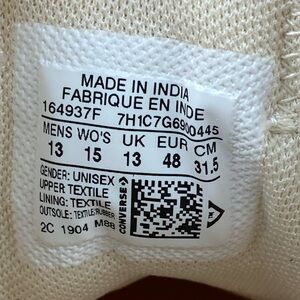 MADE IN INDIA
FABRIQUE EN INDE
164937F 7H1C7G6900445
MENS WO'S UK EUR CM
13 15 13 48 31.5
GENDER: UNISEX
UPPER TEXTILE
LINING: TEXTILE
OUTSOLE: TEXTILE/RUBBER
2C 1904 M88
CONVERSE